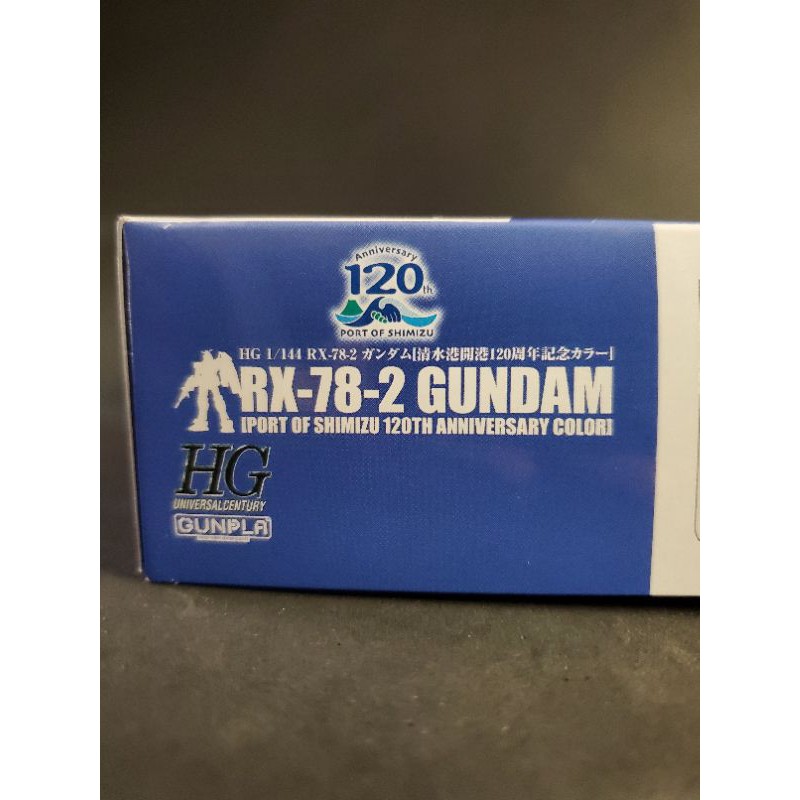 Anniversary
120th
PORT OF SHIMIZU
HG 1/144 RX-78-2 ガンダム[清水港開港120周年記念カラー]
RX-78-2 GUNDAM
[PORT OF SHIMIZU 120TH ANNIVERSARY COLOR]
HG
UNIVERSAL CENTURY
GUNPLA